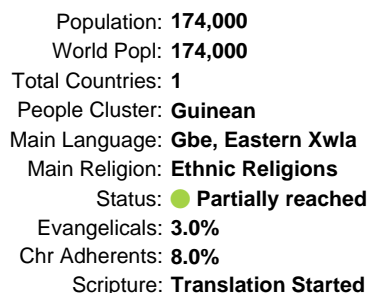 Population: 174,000
World Popl: 174,000
Total Countries: 1
People Cluster: Guinean
Main Language: Gbe, Eastern Xwla
Main Religion: Ethnic Religions
Status: Partially reached
Evangelicals: 3.0%
Chr Adherents: 8.0%
Scripture: Translation Started